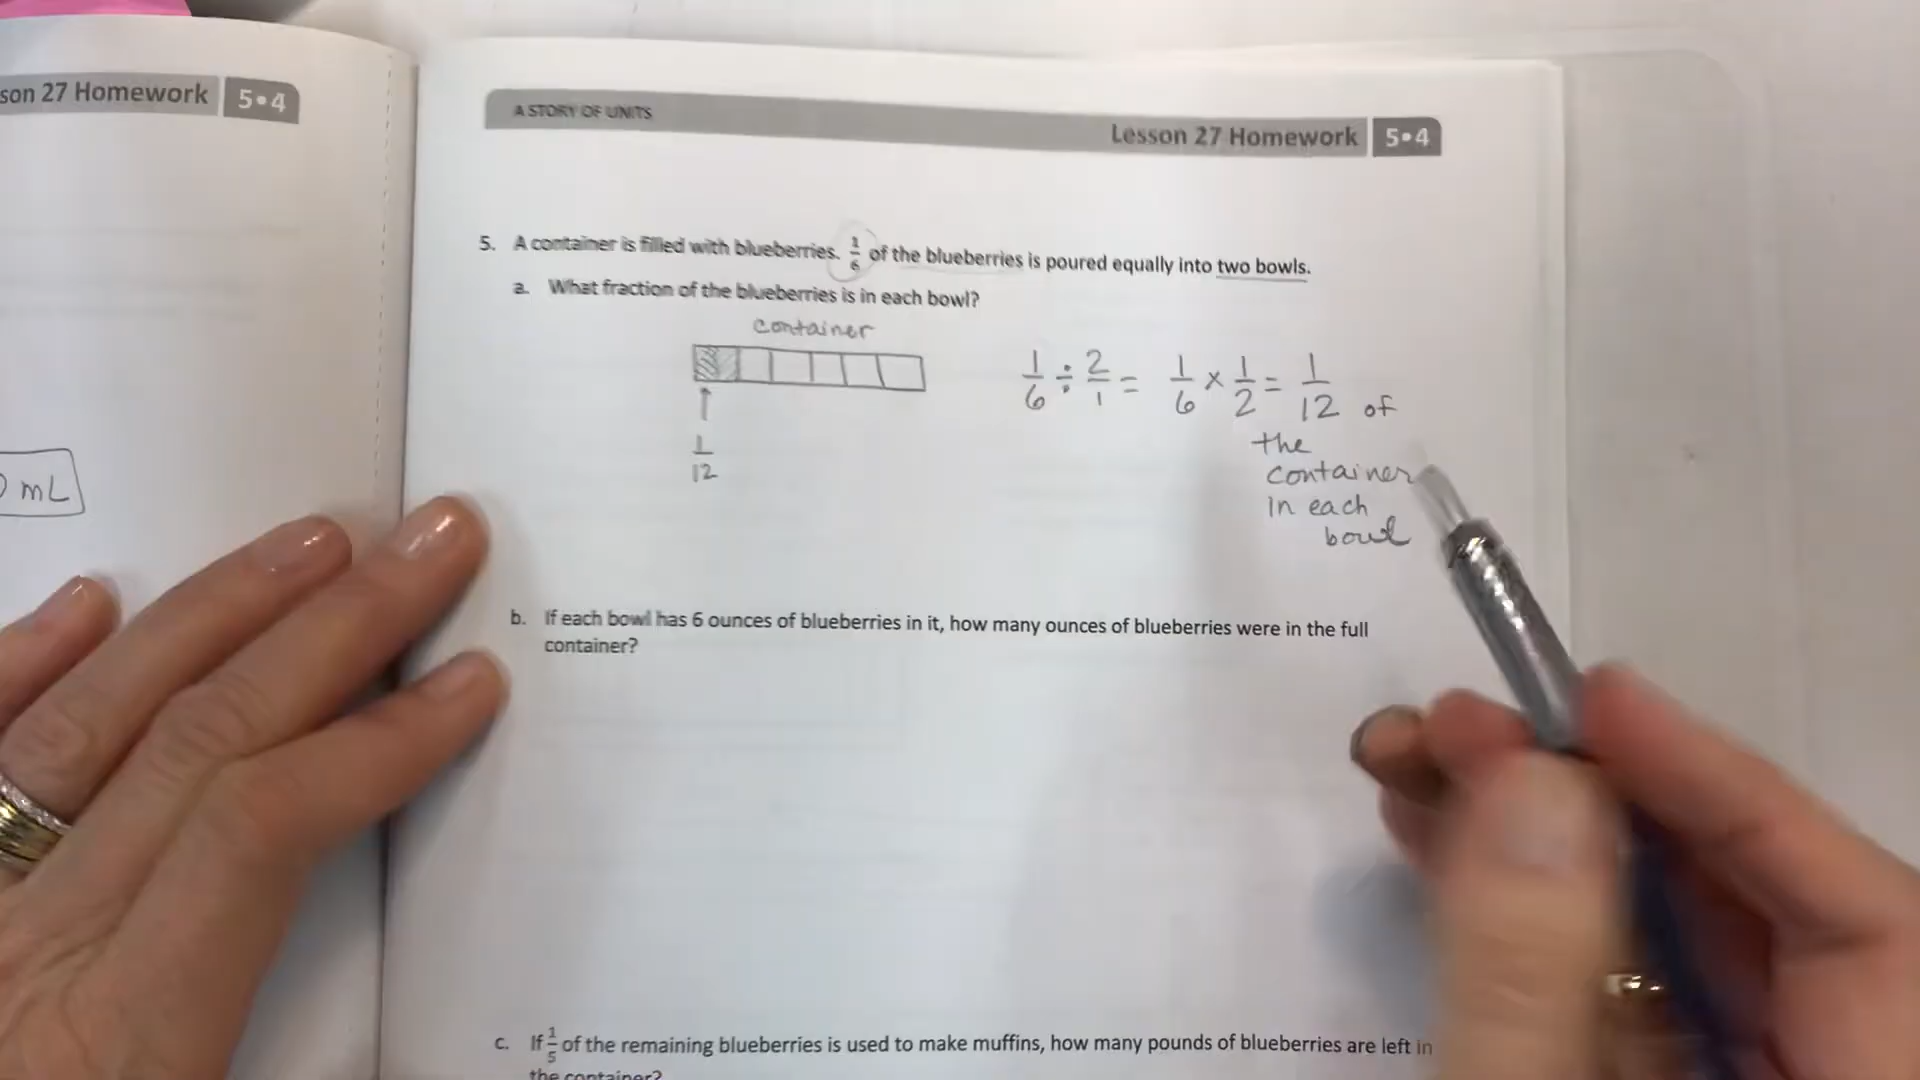 son 27 Homework 5•4
mL
A STORY OF UNITS
Lesson 27 Homework 5•4
5. A container is filled with blueberries. 1/6 of the blueberries is poured equally into two bowls.
a. What fraction of the blueberries is in each bowl?
container
1/6 ÷ 2/1 = 1/6 × 1/2 = 1/12 of
the
container
in each
bowl
1/12
b. If each bowl has 6 ounces of blueberries in it, how many ounces of blueberries were in the full
container?
c. If 1/5 of the remaining blueberries is used to make muffins, how many pounds of blueberries are left in
the container?